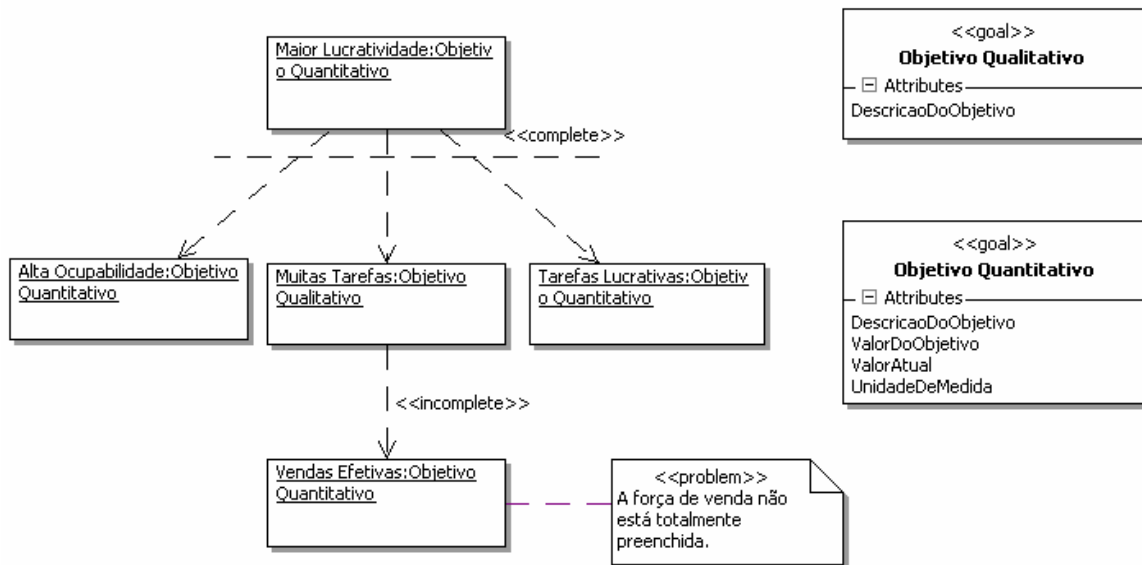 Maior Lucratividade:Objetiv
o Quantitativo
<<complete>>
Alta Ocupabilidade:Objetivo
Quantitativo
Muitas Tarefas:Objetivo
Qualitativo
Tarefas Lucrativas:Objetiv
o Quantitativo
<<incomplete>>
Vendas Efetivas:Objetivo
Quantitativo
<<problem>>
A força de venda não
está totalmente
preenchida.
<<goal>>
Objetivo Qualitativo
Attributes
DescricaoDoObjetivo
<<goal>>
Objetivo Quantitativo
Attributes
DescricaoDoObjetivo
ValorDoObjetivo
ValorAtual
UnidadeDeMedida